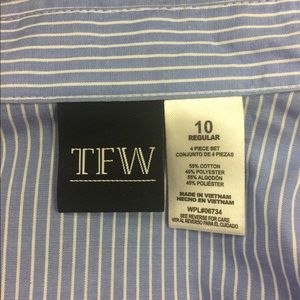 TFW
10
REGULAR
4 PIECE SET
CONJUNTO DE 4 PIEZAS
55% COTTON
45% POLYESTER
55% ALGODÓN
45% POLIÉSTER
MADE IN VIETNAM
HECHO EN VIETNAM
WPL#06734
SEE REVERSE FOR CARE
VER AL REVERSO PARA EL CUIDADO